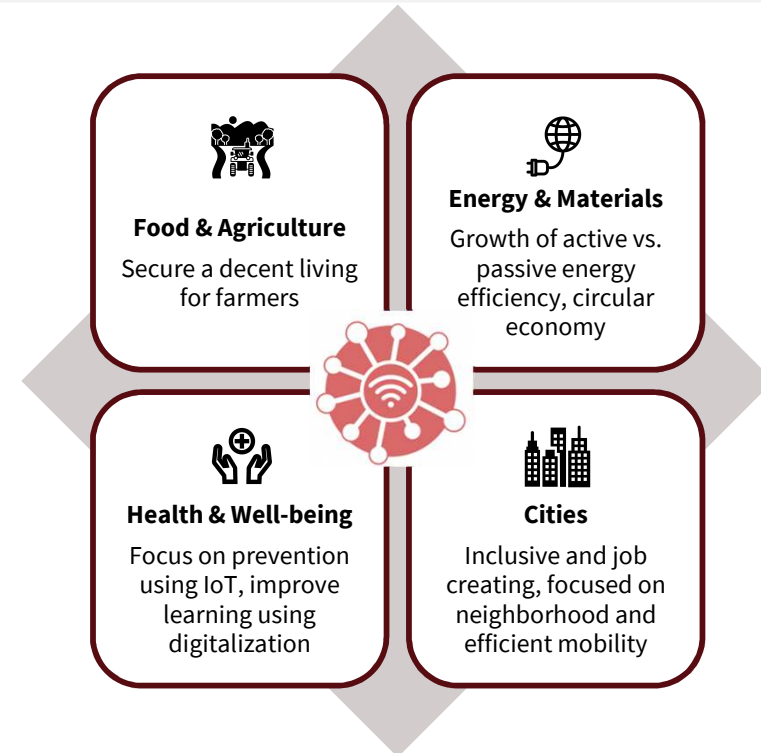 Food & Agriculture
Secure a decent living
for farmers
Energy & Materials
Growth of active vs.
passive energy
efficiency, circular
economy
Health & Well-being
Focus on prevention
using IoT, improve
learning using
digitalization
Cities
Inclusive and job
creating, focused on
neighborhood and
efficient mobility